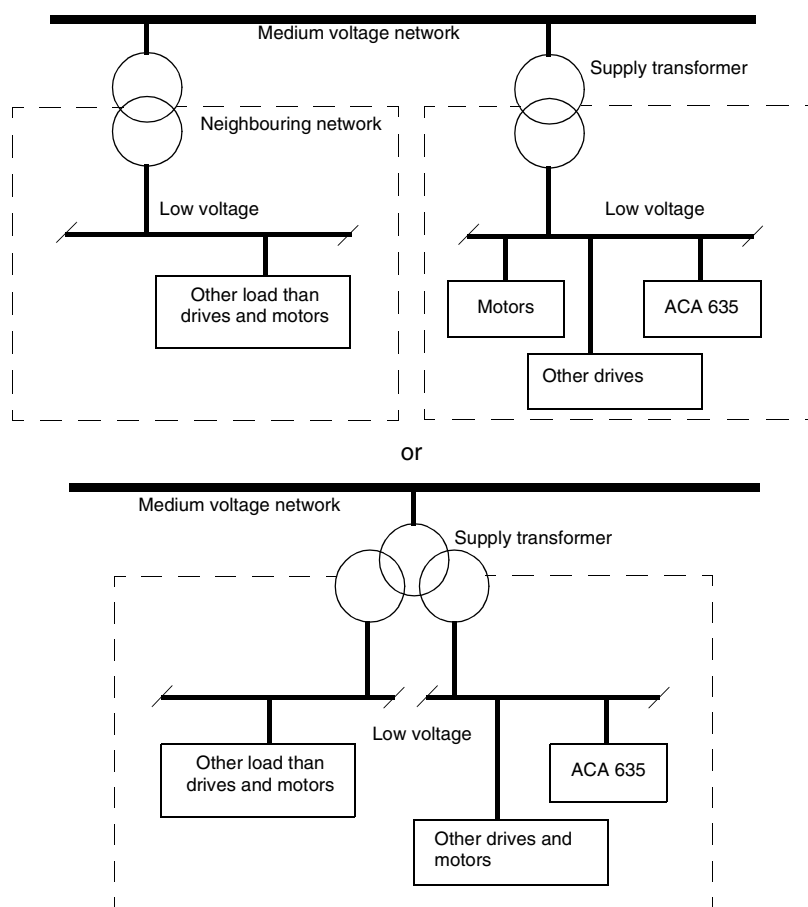 Medium voltage network
Supply transformer
Neighbouring network
Low voltage
Low voltage
Other load than
drives and motors
Motors
ACA 635
Other drives
or
Medium voltage network
Supply transformer
Low voltage
Other load than
drives and motors
ACA 635
Other drives and
motors